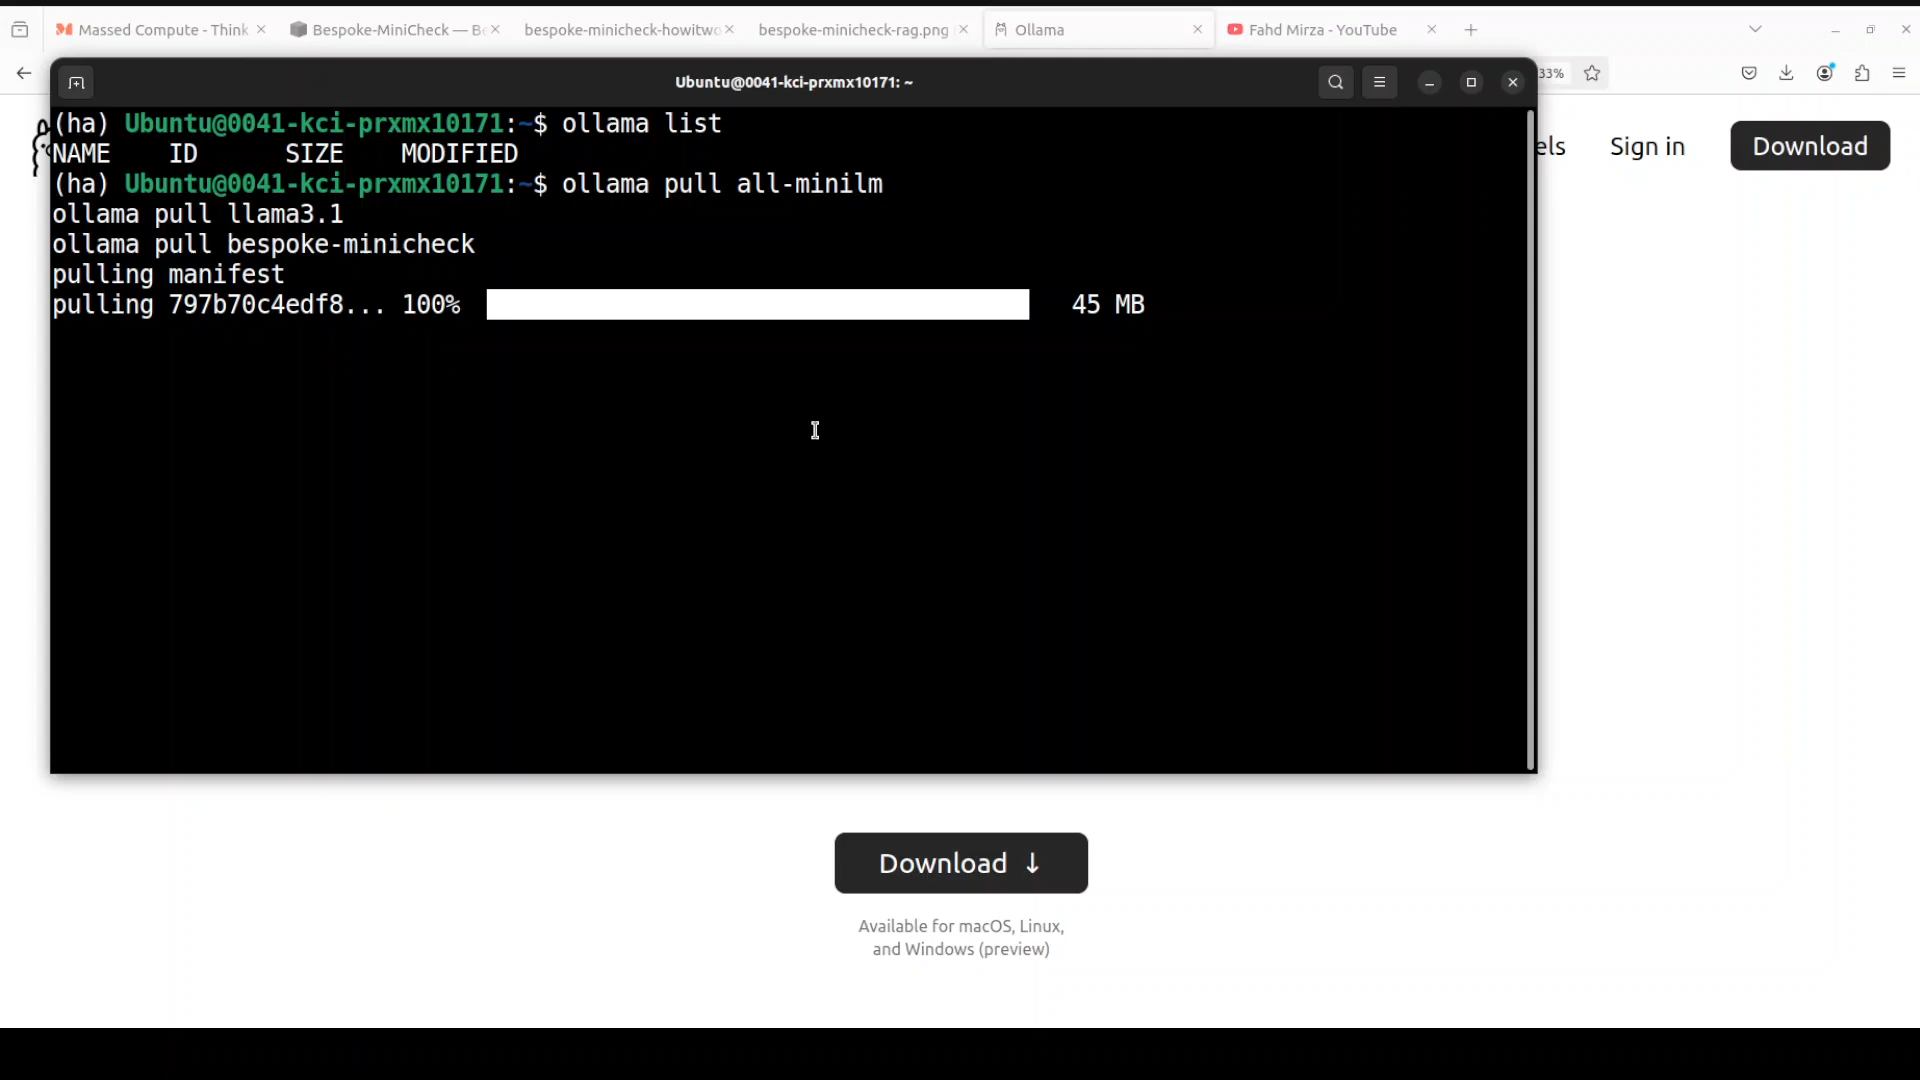 Massed Compute - Think
Bespoke-MiniCheck — Be
bespoke-minicheck-howitwo
bespoke-minicheck-rag.png
Ollama
Fahd Mirza - YouTube
Ubuntu@0041-kci-prxmx10171: ~
33%
(ha) Ubuntu@0041-kci-prxmx10171:~$ ollama list
NAME ID SIZE MODIFIED
(ha) Ubuntu@0041-kci-prxmx10171:~$ ollama pull all-minilm
ollama pull llama3.1
ollama pull bespoke-minicheck
pulling manifest
pulling 797b70c4edf8... 100% 45 MB
els
Sign in
Download
Download ↓
Available for macOS, Linux,
and Windows (preview)